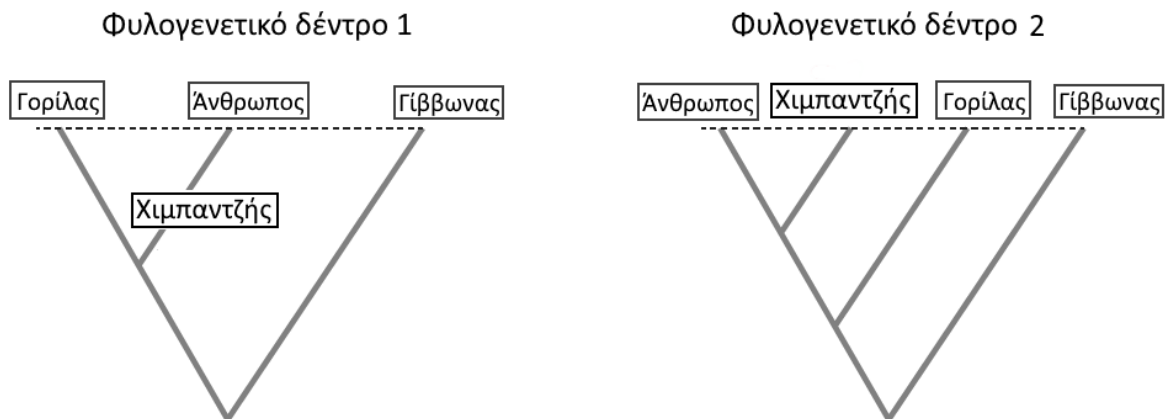 Φυλογενετικό δέντρο 1
Γορίλας
Άνθρωπος
Γίββωνας
Χιμπαντζής
Φυλογενετικό δέντρο 2
Άνθρωπος
Χιμπαντζής
Γορίλας
Γίββωνας